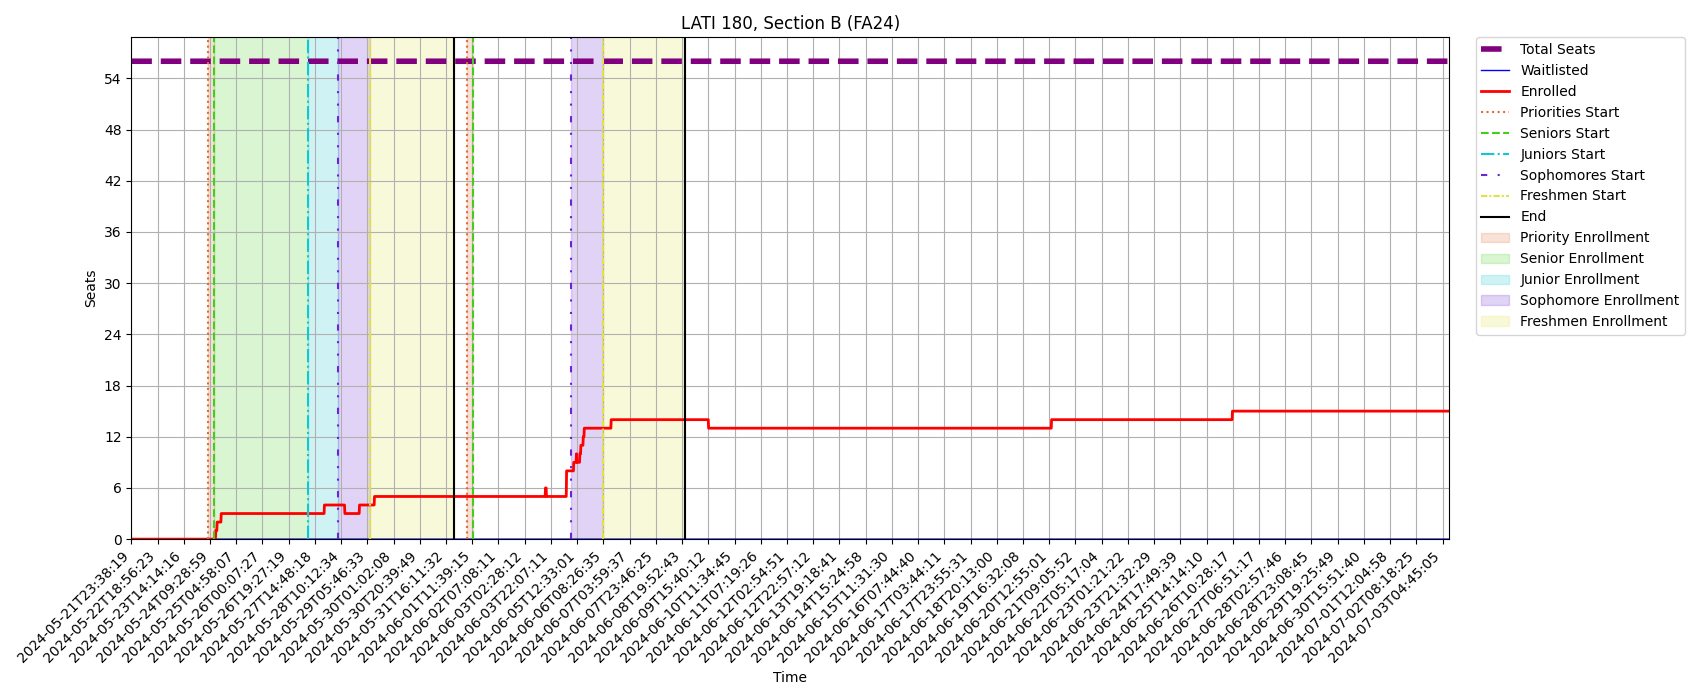 LATI 180, Section B (FA24)
Total Seats
Waitlisted
Enrolled
Priorities Start
Seniors Start
Juniors Start
Sophomores Start
Freshmen Start
End
Priority Enrollment
Senior Enrollment
Junior Enrollment
Sophomore Enrollment
Freshmen Enrollment
Seats
54
48
42
36
30
24
18
12
6
0
2024-05-21T23:38:19
2024-05-22T18:56:23
2024-05-23T14:14:16
2024-05-24T09:28:59
2024-05-25T04:58:07
2024-05-26T00:07:27
2024-05-26T19:27:19
2024-05-27T14:48:18
2024-05-28T10:12:34
2024-05-29T05:46:33
2024-05-30T01:02:08
2024-05-30T20:39:49
2024-05-31T16:11:32
2024-06-01T11:39:15
2024-06-02T07:08:11
2024-06-03T02:28:12
2024-06-03T22:07:11
2024-06-05T12:33:01
2024-06-06T08:26:35
2024-06-07T03:59:37
2024-06-07T23:46:25
2024-06-08T19:52:43
2024-06-09T15:40:12
2024-06-10T11:34:45
2024-06-11T07:19:26
2024-06-12T02:54:51
2024-06-12T22:57:12
2024-06-13T19:18:41
2024-06-14T15:24:58
2024-06-15T11:31:30
2024-06-16T07:44:40
2024-06-17T03:44:11
2024-06-17T23:55:31
2024-06-18T20:13:00
2024-06-19T16:32:08
2024-06-20T12:55:01
2024-06-21T09:05:52
2024-06-22T05:17:04
2024-06-23T01:21:22
2024-06-23T21:32:29
2024-06-24T17:49:39
2024-06-25T14:14:10
2024-06-26T10:28:17
2024-06-27T06:51:17
2024-06-28T02:57:46
2024-06-28T23:08:45
2024-06-29T19:25:49
2024-06-30T15:51:40
2024-07-01T12:04:58
2024-07-02T08:18:25
2024-07-03T04:45:05
Time